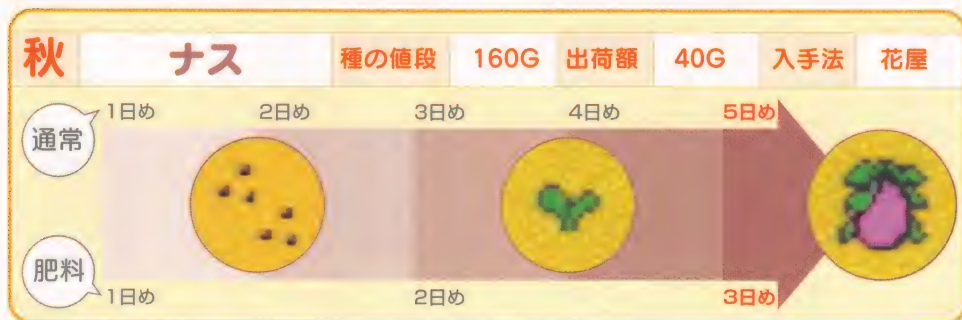 秋 ナス 種の値段 160G 出荷額 40G 入手法 花屋
通常 1日め 2日め 3日め 4日め 5日め
肥料 1日め 2日め 3日め